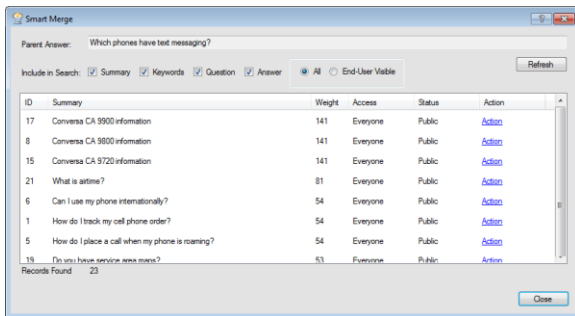 Smart Merge
Parent Answer: Which phones have text messaging?
Include in Search: Summary Keywords Question Answer All End-User Visible Refresh
ID Summary Weight Access Status Action
17 Conversa CA 9900 information 141 Everyone Public Action
8 Conversa CA 9800 information 141 Everyone Public Action
15 Conversa CA 9720 information 141 Everyone Public Action
21 What is airtime? 81 Everyone Public Action
6 Can I use my phone internationally? 54 Everyone Public Action
1 How do I track my cell phone order? 54 Everyone Public Action
5 How do I place a call when my phone is roaming? 54 Everyone Public Action
19 Do you have service area maps? 53 Everyone Public Action
Records Found 23
Close